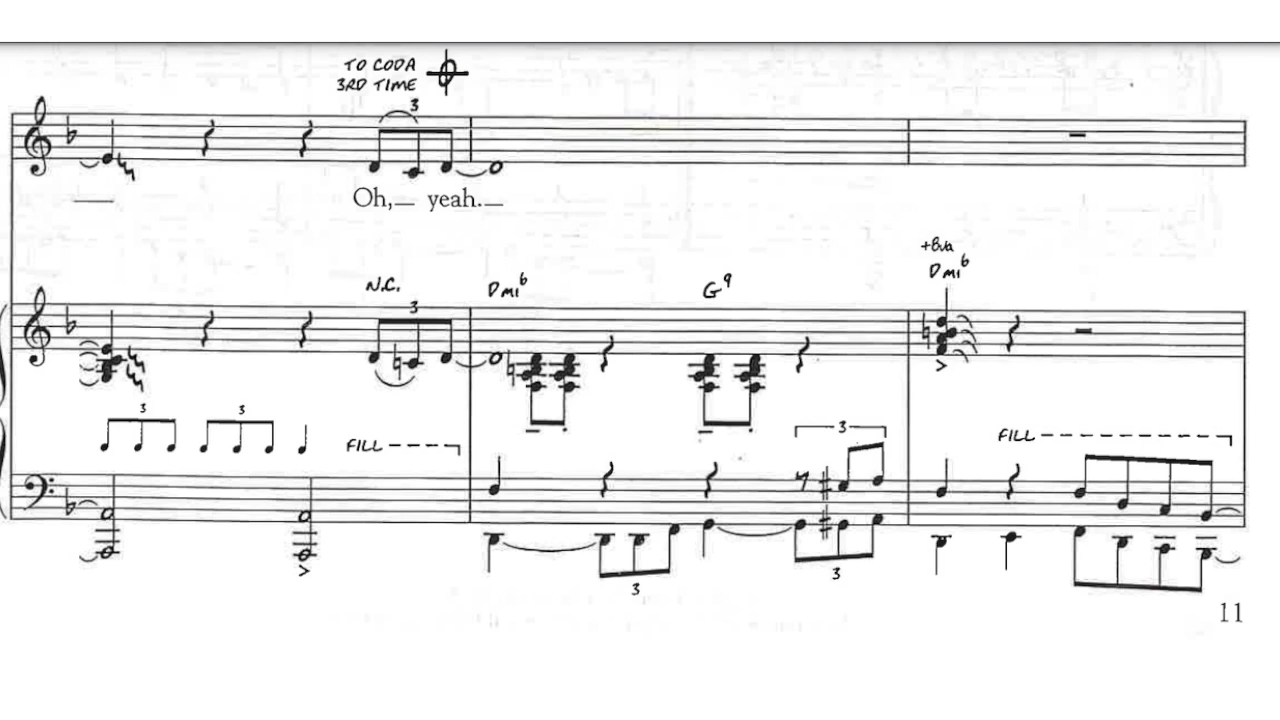 TO CODA
3RD TIME
3
Oh, yeah.
N.C.
3
Dmi6
G9
+8va
Dmi6
3
3
FILL
3
FILL
3
3
11